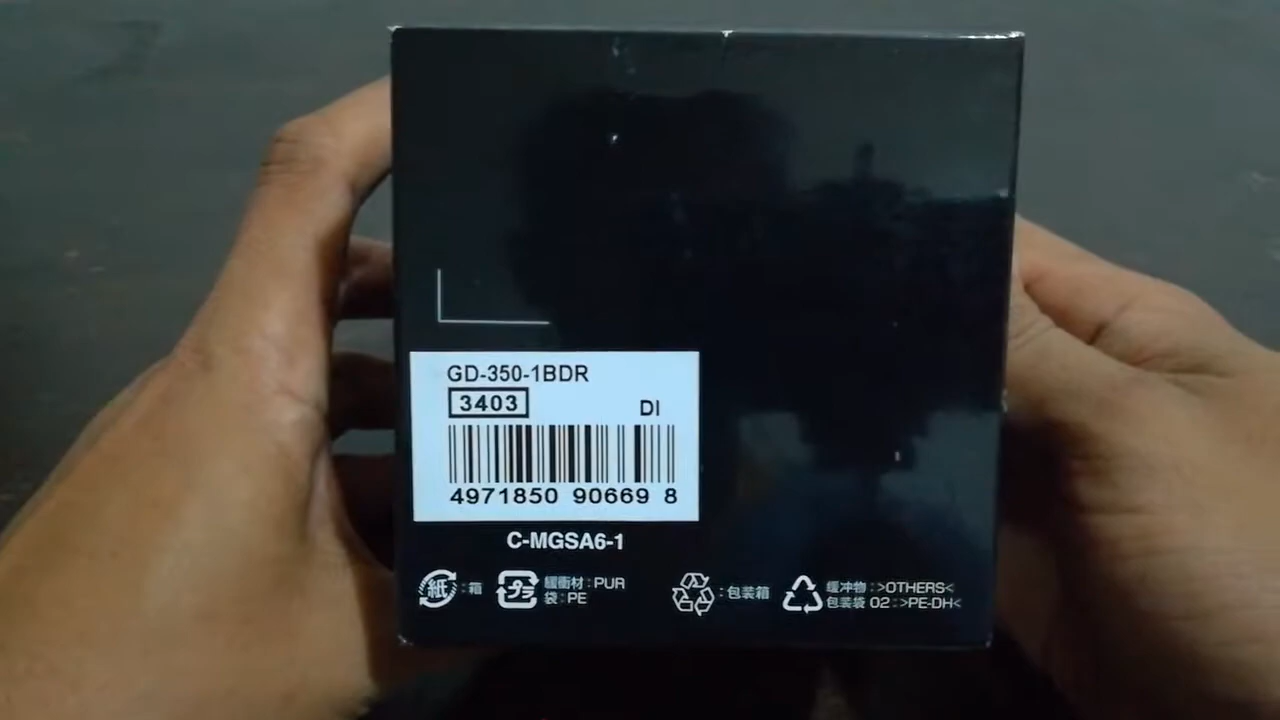 GD-350-1BDR
3403
DI
4971850 90669 8
C-MGSA6-1
紙 :箱
プラ 緩衝材:PUR
袋:PE
:包装箱
缓冲物:>OTHERS<
包装袋 02:>PE-DH<